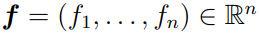 𝒇 = (f₁, . . . , fₙ) ∈ ℝⁿ